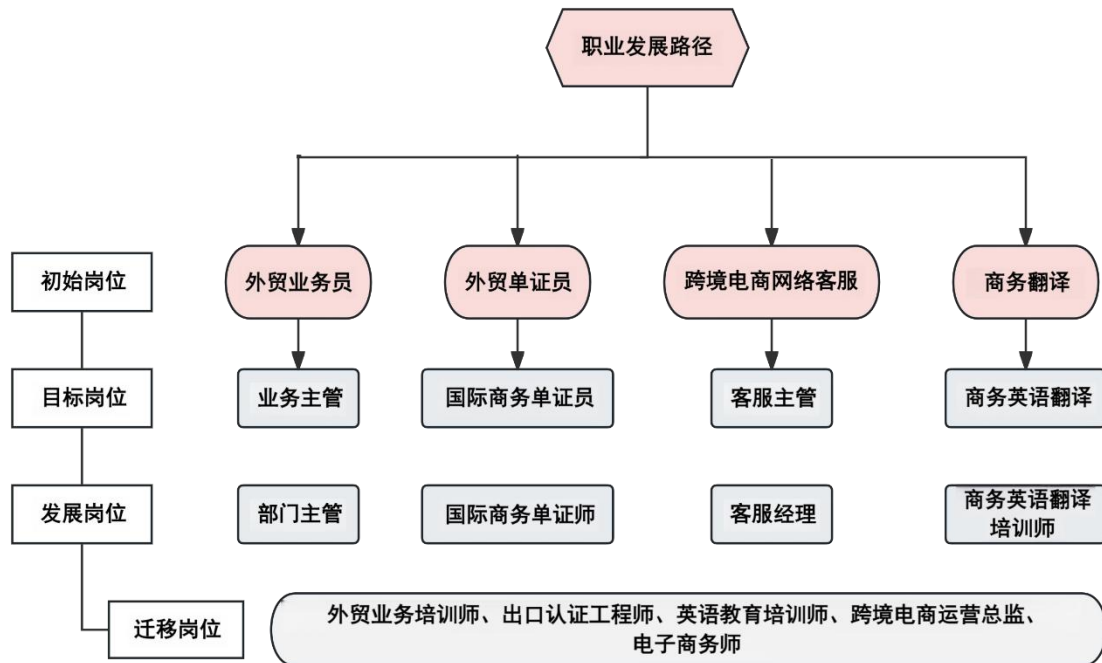 职业发展路径
初始岗位
外贸业务员
外贸单证员
跨境电商网络客服
商务翻译
目标岗位
业务主管
国际商务单证员
客服主管
商务英语翻译
发展岗位
部门主管
国际商务单证师
客服经理
商务英语翻译
培训师
迁移岗位
外贸业务培训师、出口认证工程师、英语教育培训师、跨境电商运营总监、
电子商务师